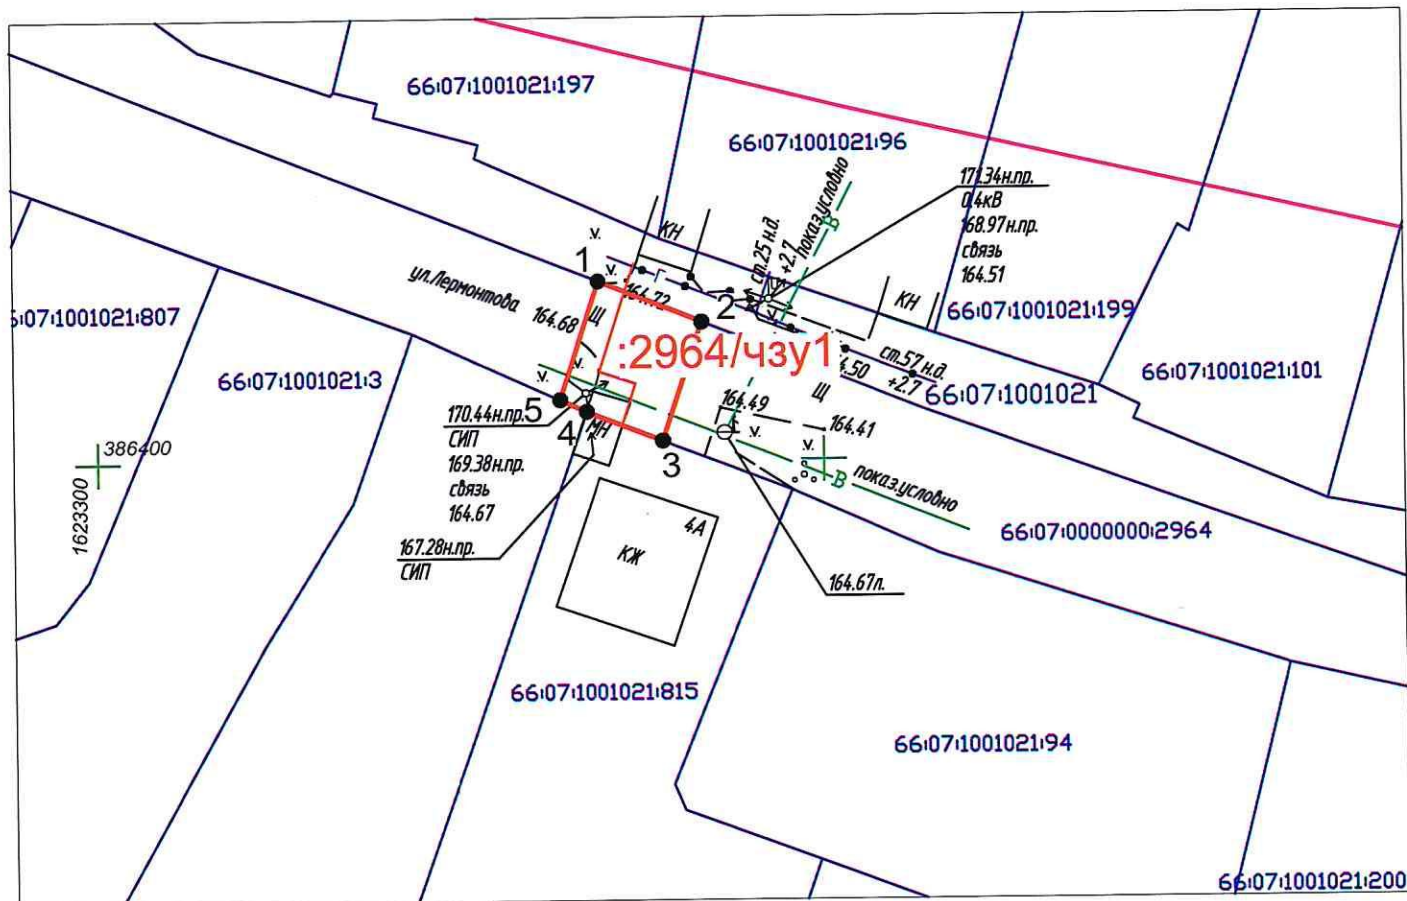 66:07:1001021:197
66:07:1001021:96
показ.условно
В
171.34н.пр.
0.4кВ
168.97н.пр.
связь
164.51
ст.25 н.д.
+2.7
КН
v.
1
v.
Г
164.72
2
v.
КН
66:07:1001021:199
ул.Лермонтова
164.68
Щ
:2964/чзу1
ст.57 н.д.
+2.7
Г
66:07:1001021:101
66:07:1001021
:07:1001021:807
66:07:1001021:3
v.
v.
Щ
164.49
164.41
v.
v.
5
4
МН
3
170.44н.пр.
СИП
169.38н.пр.
связь
164.67
386400
1623300
В
показ.условно
4А
КЖ
167.28н.пр.
СИП
164.67л.
66:07:0000000:2964
66:07:1001021:815
66:07:1001021:94
66:07:1001021:200